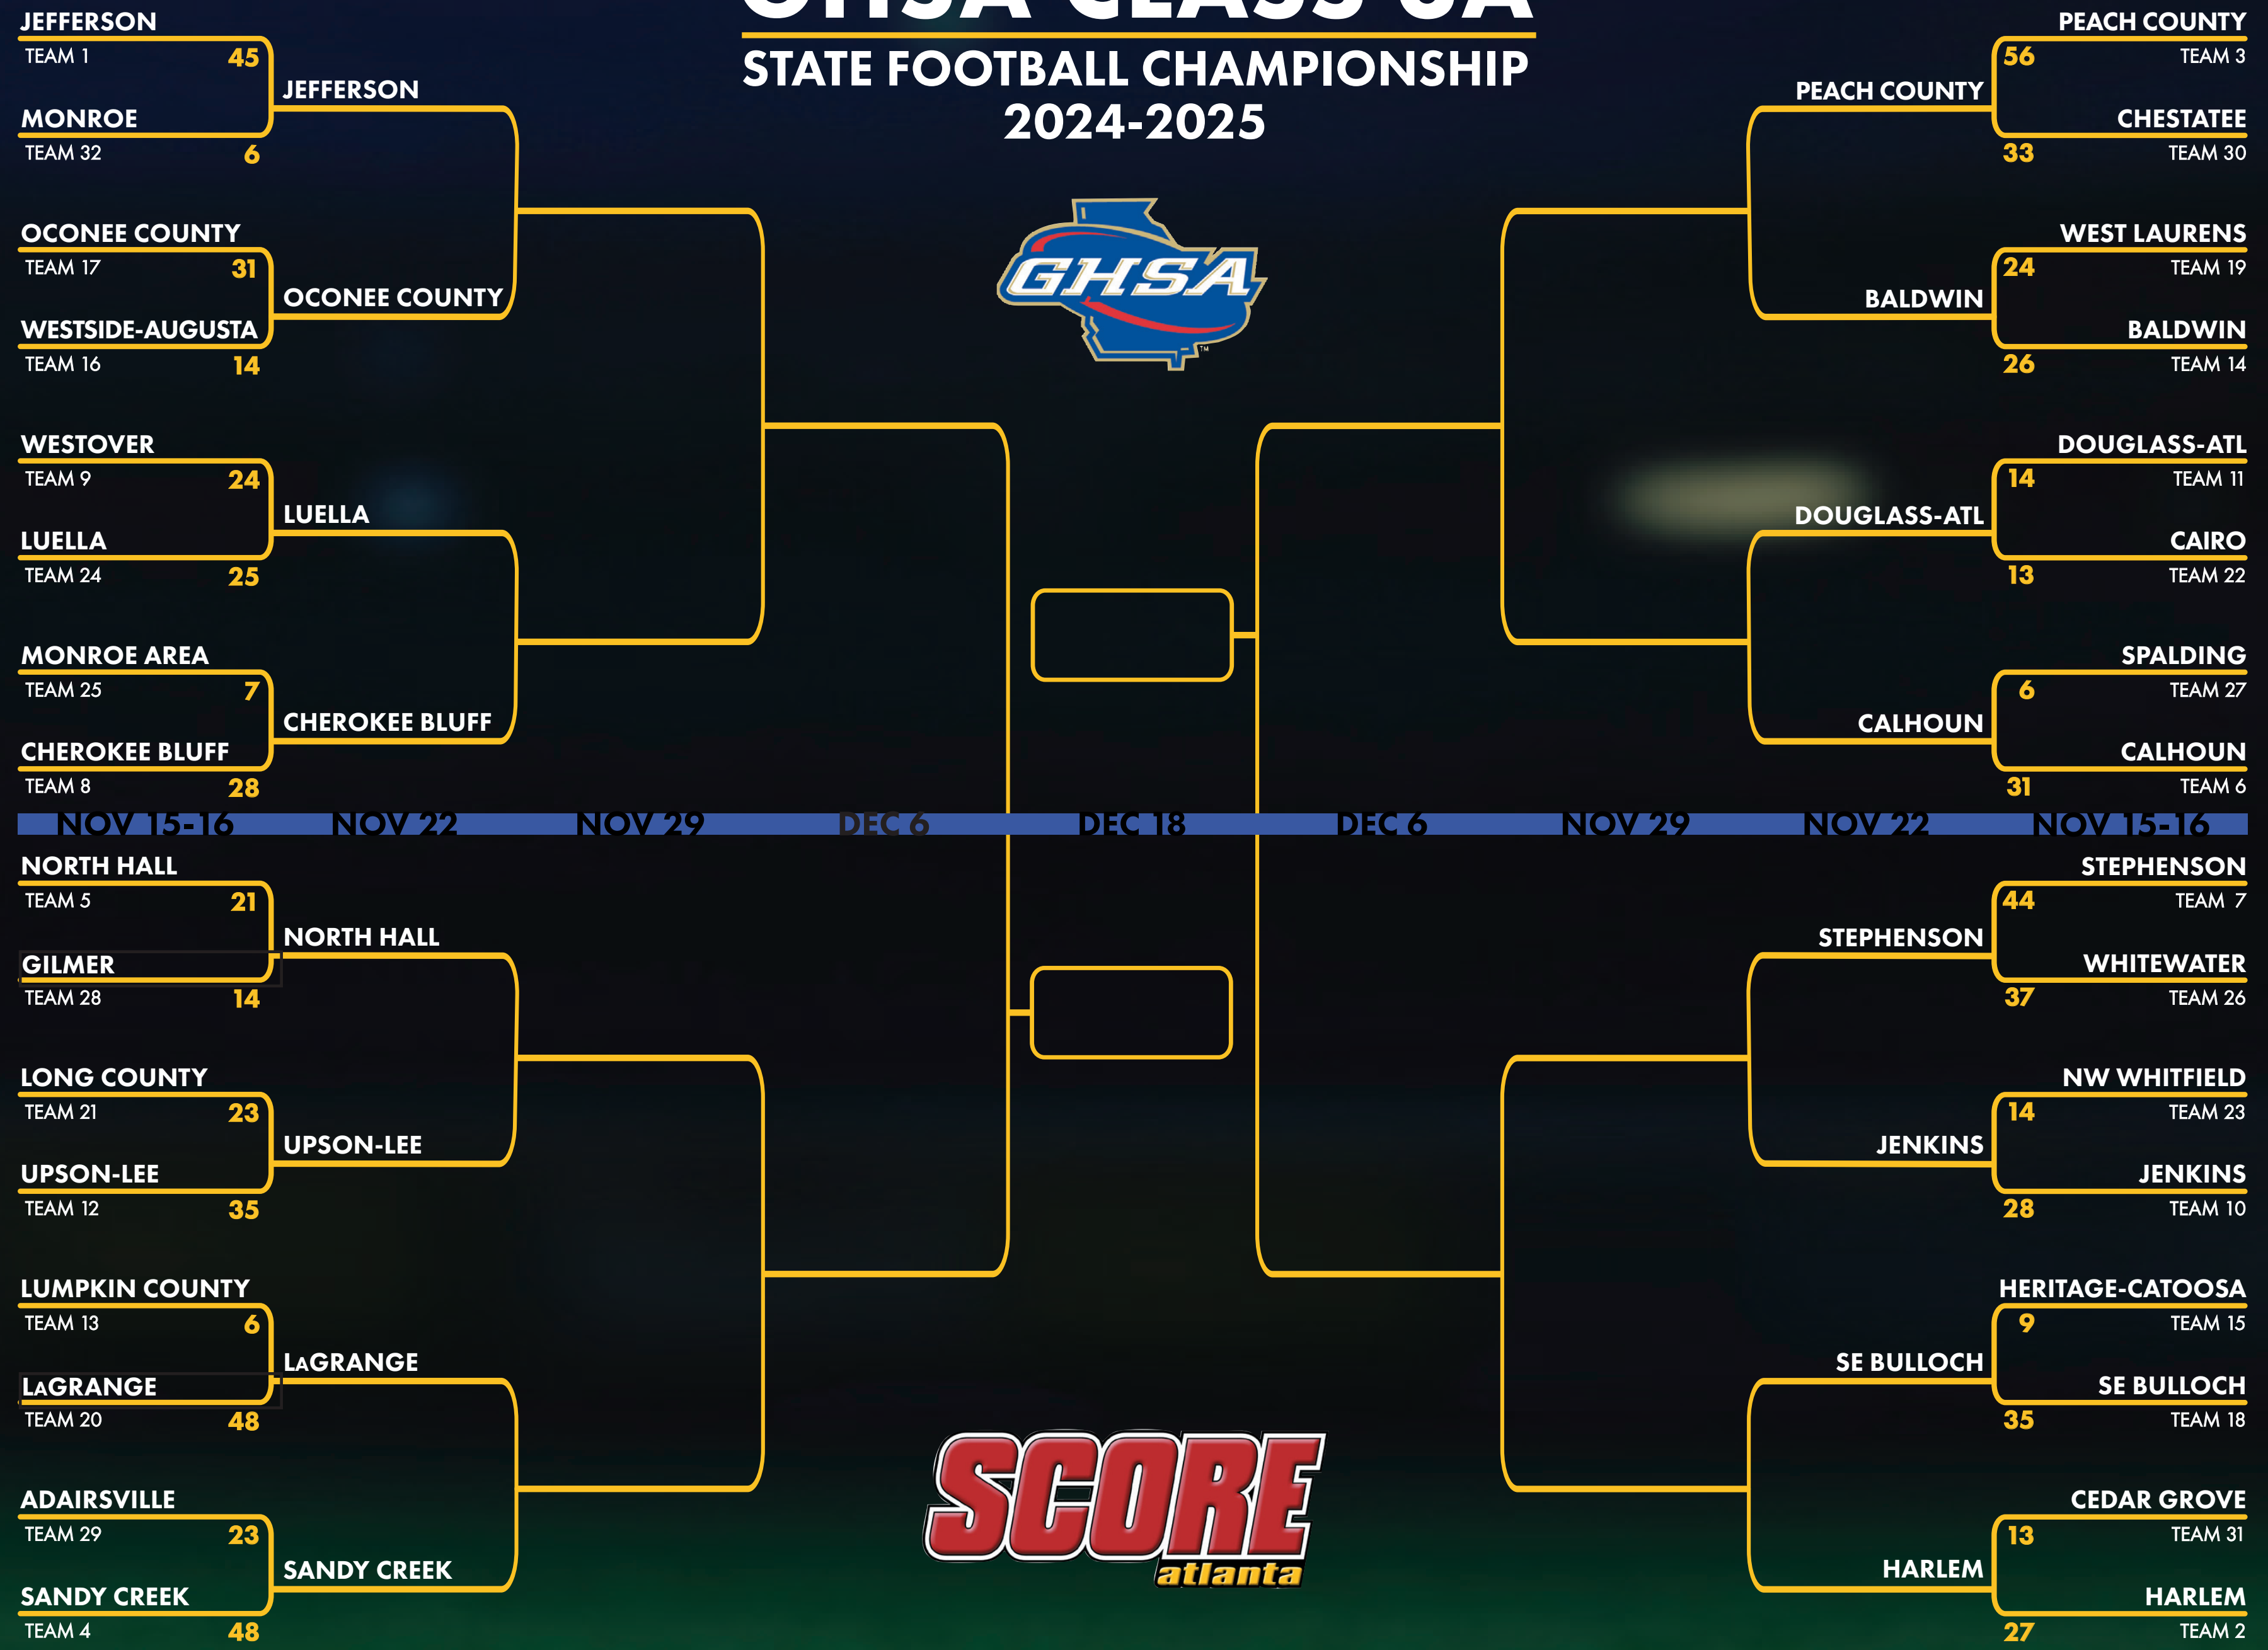 STATE FOOTBALL CHAMPIONSHIP
2024-2025
GHSA
TM
JEFFERSON
TEAM 1 45
JEFFERSON
MONROE
TEAM 32 6
OCONEE COUNTY
TEAM 17 31
OCONEE COUNTY
WESTSIDE-AUGUSTA
TEAM 16 14
WESTOVER
TEAM 9 24
LUELLA
LUELLA
TEAM 24 25
MONROE AREA
TEAM 25 7
CHEROKEE BLUFF
CHEROKEE BLUFF
TEAM 8 28
PEACH COUNTY
56 TEAM 3
PEACH COUNTY
CHESTATEE
33 TEAM 30
WEST LAURENS
24 TEAM 19
BALDWIN
BALDWIN
26 TEAM 14
DOUGLASS-ATL
14 TEAM 11
DOUGLASS-ATL
CAIRO
13 TEAM 22
SPALDING
6 TEAM 27
CALHOUN
CALHOUN
31 TEAM 6
NOV 15-16 NOV 22 NOV 29 DEC 6 DEC 18 DEC 6 NOV 29 NOV 22 NOV 15-16
NORTH HALL
TEAM 5 21
NORTH HALL
GILMER
TEAM 28 14
LONG COUNTY
TEAM 21 23
UPSON-LEE
UPSON-LEE
TEAM 12 35
LUMPKIN COUNTY
TEAM 13 6
LAGRANGE
LAGRANGE
TEAM 20 48
ADAIRSVILLE
TEAM 29 23
SANDY CREEK
SANDY CREEK
TEAM 4 48
STEPHENSON
44 TEAM 7
STEPHENSON
WHITEWATER
37 TEAM 26
NW WHITFIELD
14 TEAM 23
JENKINS
JENKINS
28 TEAM 10
HERITAGE-CATOOSA
9 TEAM 15
SE BULLOCH
SE BULLOCH
35 TEAM 18
CEDAR GROVE
13 TEAM 31
HARLEM
HARLEM
27 TEAM 2
SCORE
atlanta